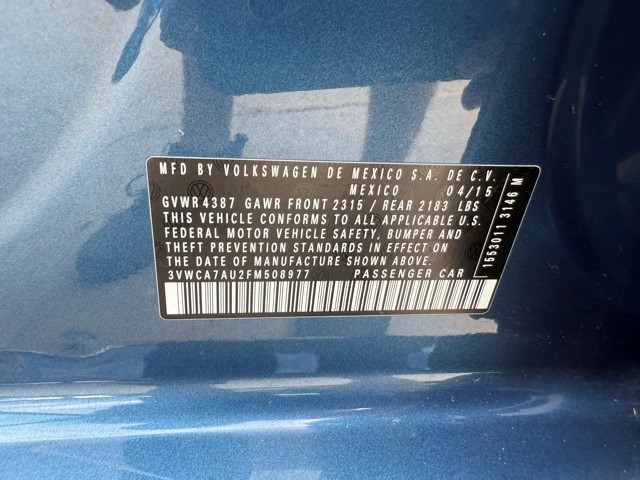 MFD BY VOLKSWAGEN DE MEXICO S.A. DE C.V.
MEXICO 04/15
GVWR 4387 GAWR FRONT 2315 / REAR 2183 LBS
THIS VEHICLE CONFORMS TO ALL APPLICABLE U.S.
FEDERAL MOTOR VEHICLE SAFETY, BUMPER AND
THEFT PREVENTION STANDARDS IN EFFECT ON
THE DATE OF MANUFACTURE SHOWN ABOVE.
3VWCA7AU2FM508977 PASSENGER CAR
1553011 3146 M